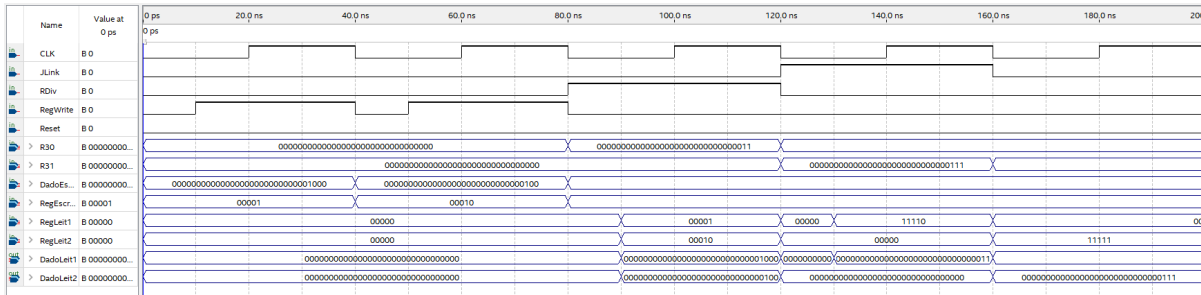 Name Value at 0 ps 0 ps 20.0 ns 40.0 ns 60.0 ns 80.0 ns 100.0 ns 120.0 ns 140.0 ns 160.0 ns 180.0 ns 200
0 ps
CLK B 0
JLink B 0
RDiv B 0
RegWrite B 0
Reset B 0
R30 B 00000000... 00000000000000000000000000000000 00000000000000000000000000000011
R31 B 00000000... 00000000000000000000000000000000 00000000000000000000000000000111
DadoEs... B 00000000... 00000000000000000000000000001000 00000000000000000000000000000100
RegEscr... B 00001 00001 00010
RegLeit1 B 00000 00000 00001 00000 11110 00
RegLeit2 B 00000 00000 00010 00000 11111
DadoLeit1 B 00000000... 00000000000000000000000000000000 00000000000000000000000000001000 0000000000 00000000000000000000000000000011
DadoLeit2 B 00000000... 00000000000000000000000000000000 00000000000000000000000000000100 00000000000000000000000000000000 00000000000000000000000000000111